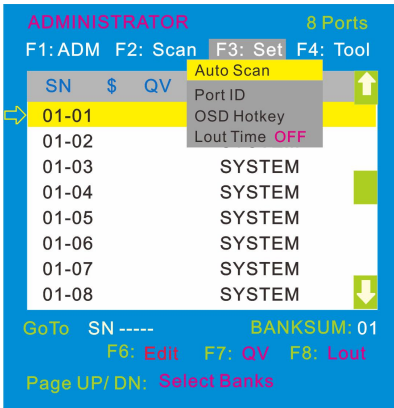 ADMINISTRATOR 8 Ports
F1: ADM F2: Scan F3: Set F4: Tool
SN $ QV
Auto Scan
Port ID
OSD Hotkey
Lout Time OFF
01-01
01-02
01-03 SYSTEM
01-04 SYSTEM
01-05 SYSTEM
01-06 SYSTEM
01-07 SYSTEM
01-08 SYSTEM
GoTo SN ----- BANKSUM: 01
F6: Edit F7: QV F8: Lout
Page UP/ DN: Select Banks